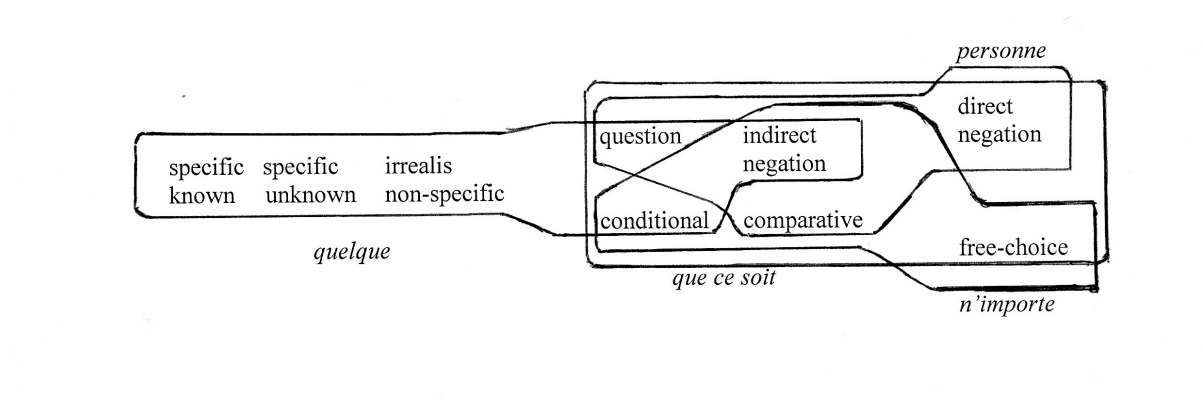 personne
direct
negation
question
indirect
negation
specific
known
specific
unknown
irrealis
non-specific
conditional
comparative
quelque
free-choice
que ce soit
n'importe